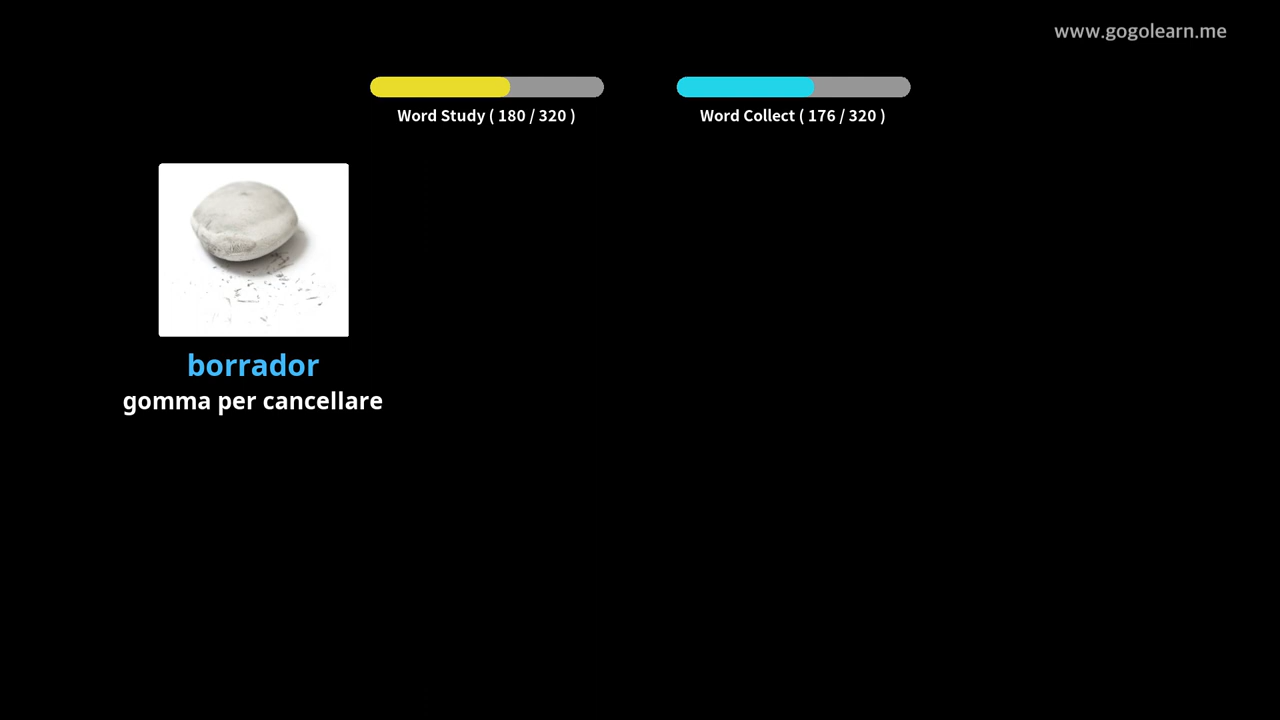 www.gogolearn.me
Word Study ( 180 / 320 )
Word Collect ( 176 / 320 )
borrador
gomma per cancellare